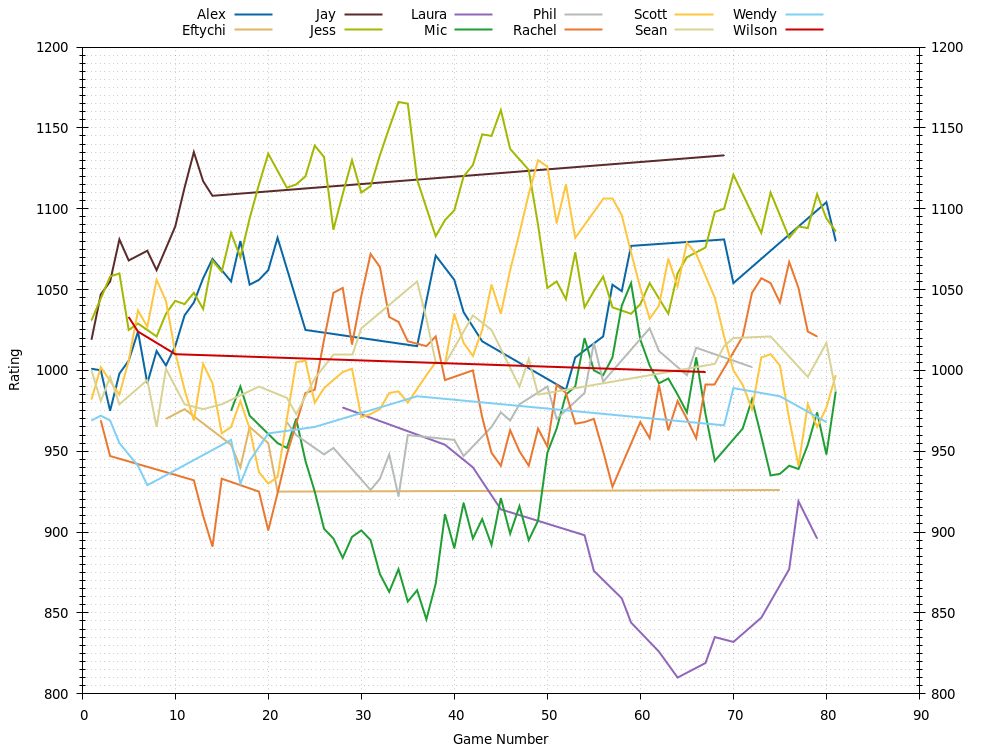 Alex Jay Laura Phil Scott Wendy
Eftychi Jess Mic Rachel Sean Wilson
1200 1200
1150 1150
1100 1100
1050 1050
1000 1000
950 950
900 900
850 850
800 800
Rating
0 10 20 30 40 50 60 70 80 90
Game Number